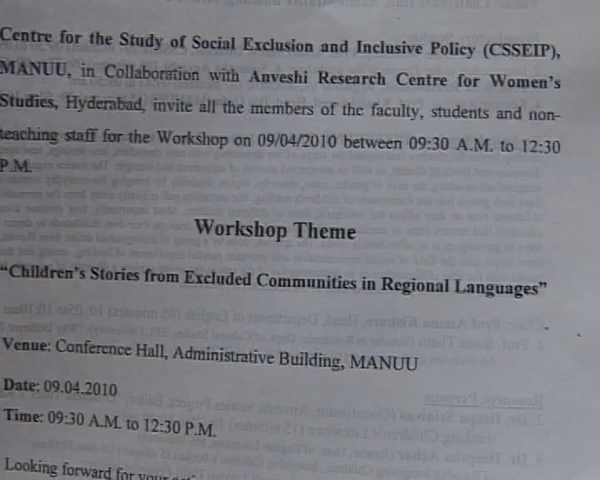 Centre for the Study of Social Exclusion and Inclusive Policy (CSSEIP),
MANUU, in Collaboration with Anveshi Research Centre for Women's
Studies, Hyderabad, invite all the members of the faculty, students and non-
teaching staff for the Workshop on 09/04/2010 between 09:30 A.M. to 12:30
P.M.
Workshop Theme
“Children's Stories from Excluded Communities in Regional Languages”
Venue: Conference Hall, Administrative Building, MANUU
Date: 09.04.2010
Time: 09:30 A.M. to 12:30 P.M.
Looking forward for your